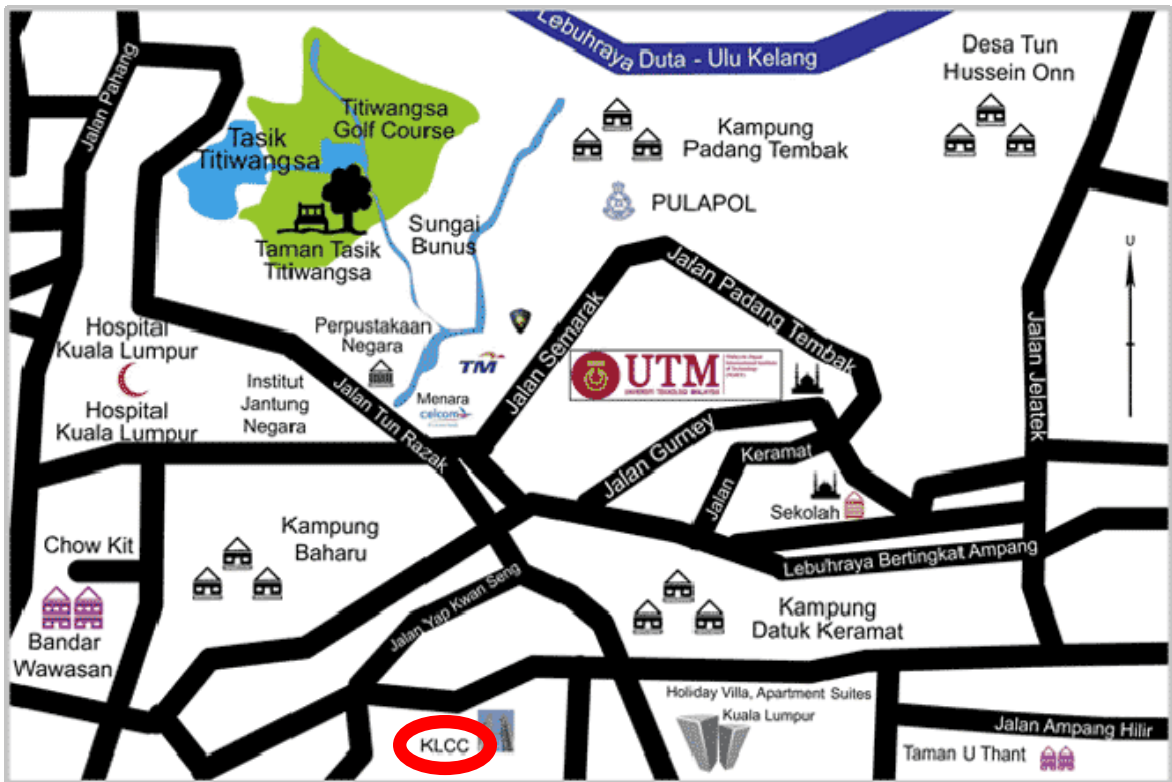 Lebuhraya Duta - Ulu Kelang
Desa Tun
Hussein Onn
Jalan Pahang
Titiwangsa
Golf Course
Tasik
Titiwangsa
Kampung
Padang Tembak
PULAPOL
Sungai
Bunus
Taman Tasik
Titiwangsa
U
Jalan Padang Tembak
Jalan Semarak
Jalan Jelatek
Hospital
Kuala Lumpur
Perpustakaan
Negara
TM
UTM
UNIVERSITI TEKNOLOGI MALAYSIA
Institut
Jantung
Negara
Menara
celcom
Hospital
Kuala Lumpur
Jalan Tun Razak
Jalan Gurney
Jalan Keramat
Sekolah
Chow Kit
Kampung
Baharu
Lebuhraya Bertingkat Ampang
Jalan Yap Kwan Seng
Kampung
Datuk Keramat
Bandar
Wawasan
Holiday Villa, Apartment Suites
Kuala Lumpur
KLCC
Jalan Ampang Hilir
Taman U Thant